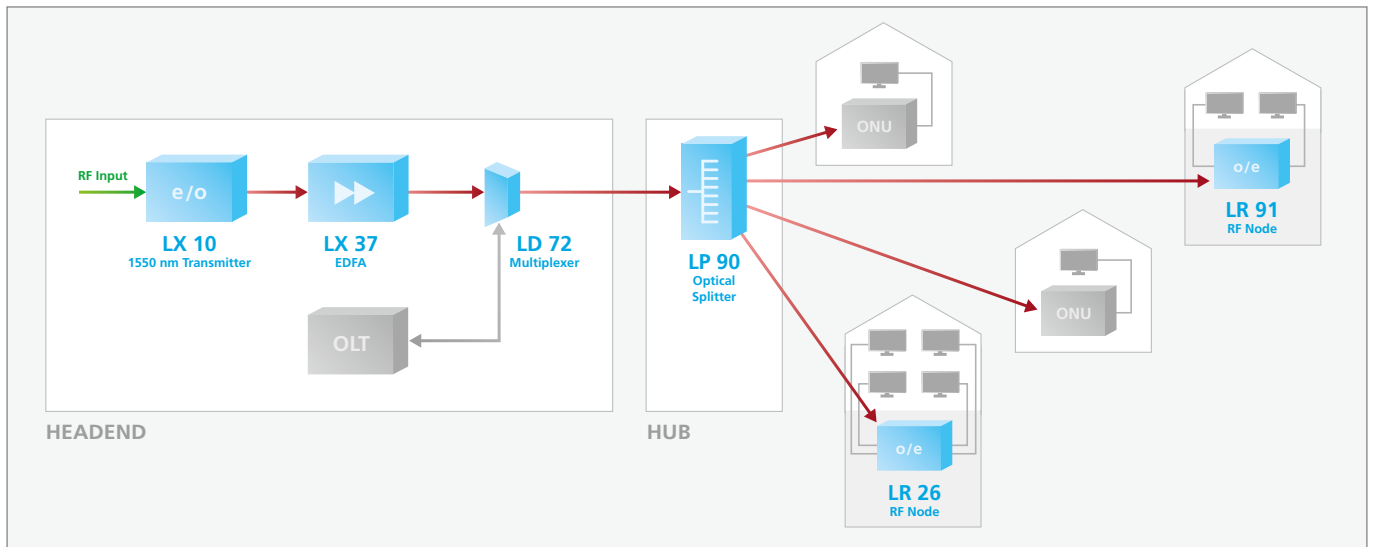 RF Input
e/o
LX 10
1550 nm Transmitter
LX 37
EDFA
LD 72
Multiplexer
OLT
HEADEND
LP 90
Optical
Splitter
HUB
ONU
o/e
LR 91
RF Node
ONU
o/e
LR 26
RF Node